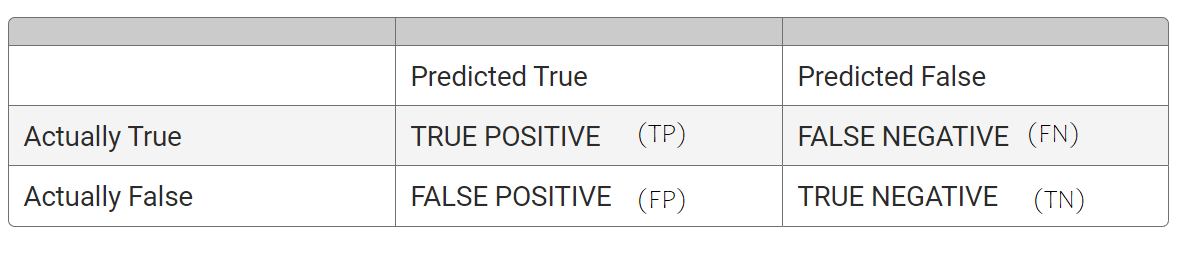 Predicted True Predicted False
Actually True TRUE POSITIVE (TP) FALSE NEGATIVE (FN)
Actually False FALSE POSITIVE (FP) TRUE NEGATIVE (TN)